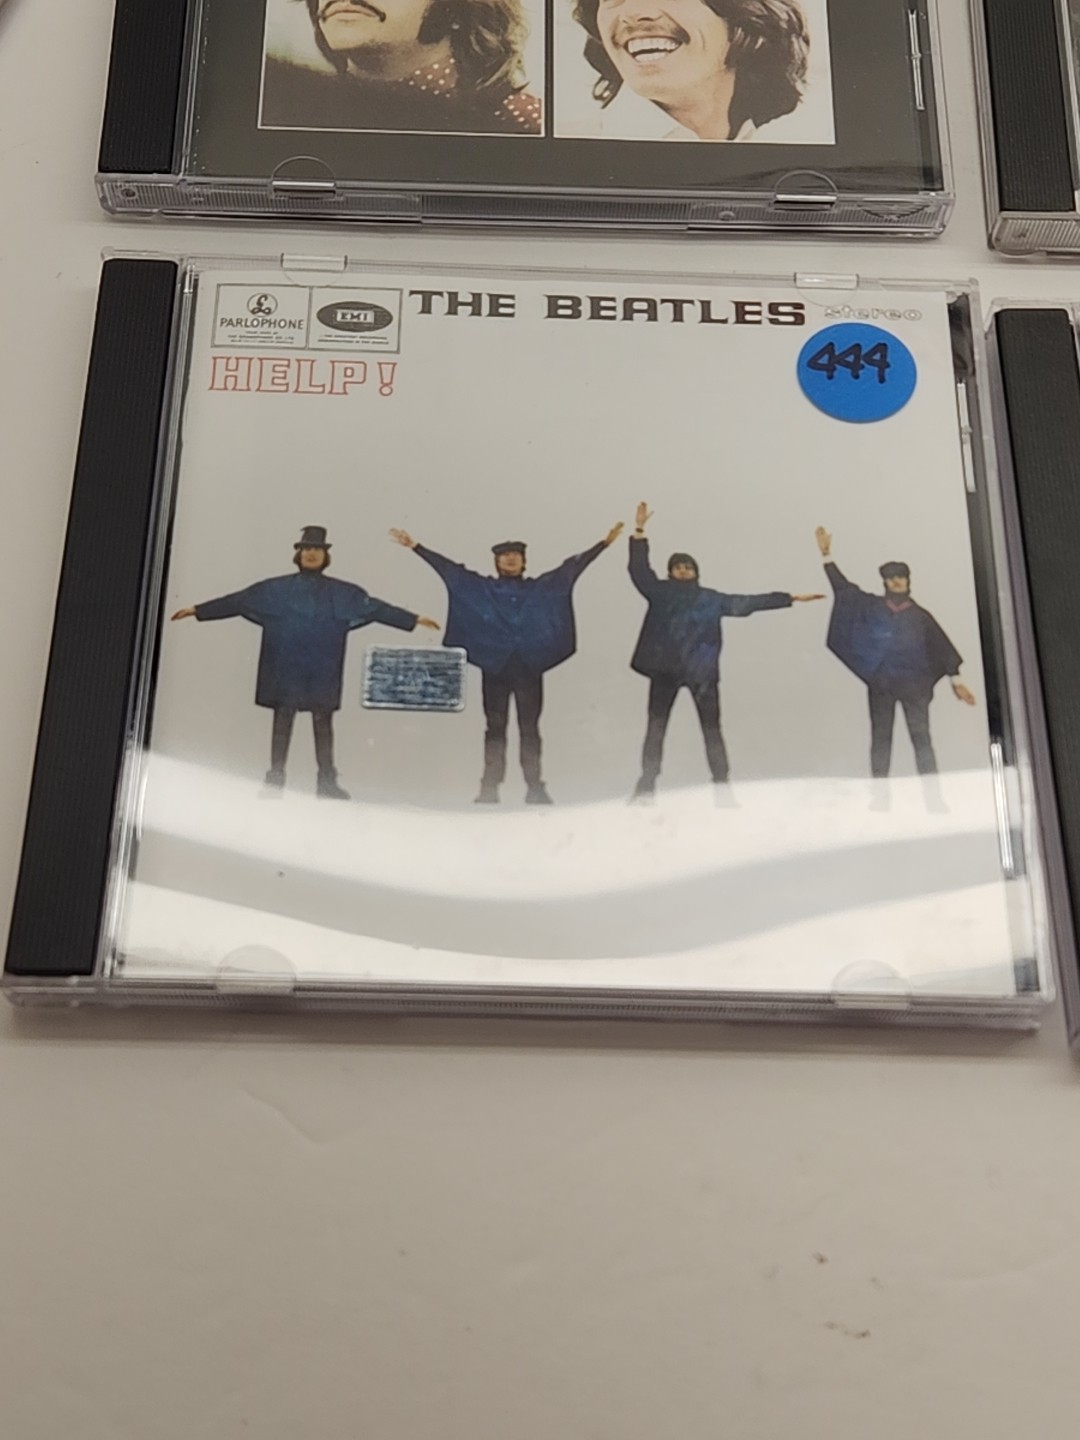 PARLOPHONE
EMI
THE BEATLES
stereo
HELP!
444